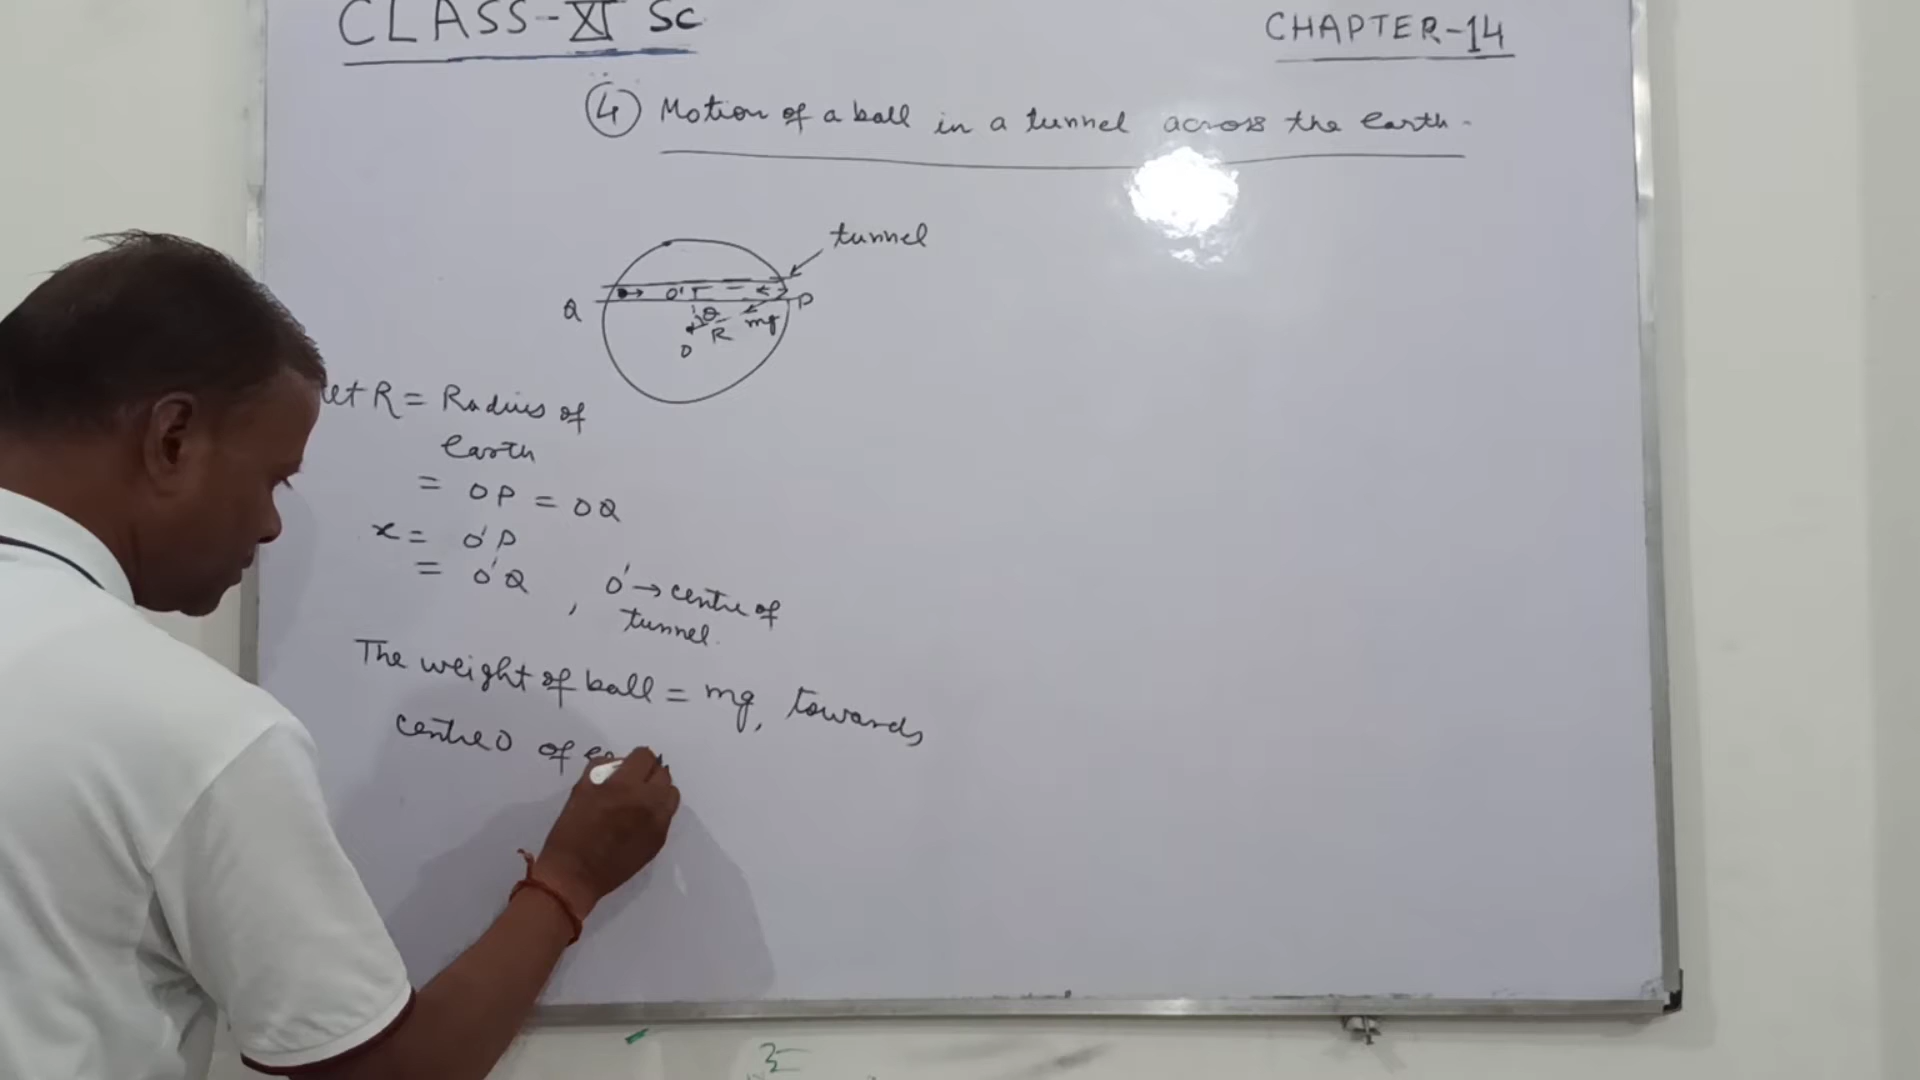 CLASS-XI Sc
CHAPTER-14
④ Motion of a ball in a tunnel across the earth.
tunnel
Q
O'
P
θ
R
mg
O
Let R = Radius of
earth
= OP = OQ
x = O'P
= O'Q , O' → centre of
tunnel.
The weight of ball = mg, towards
centre O of